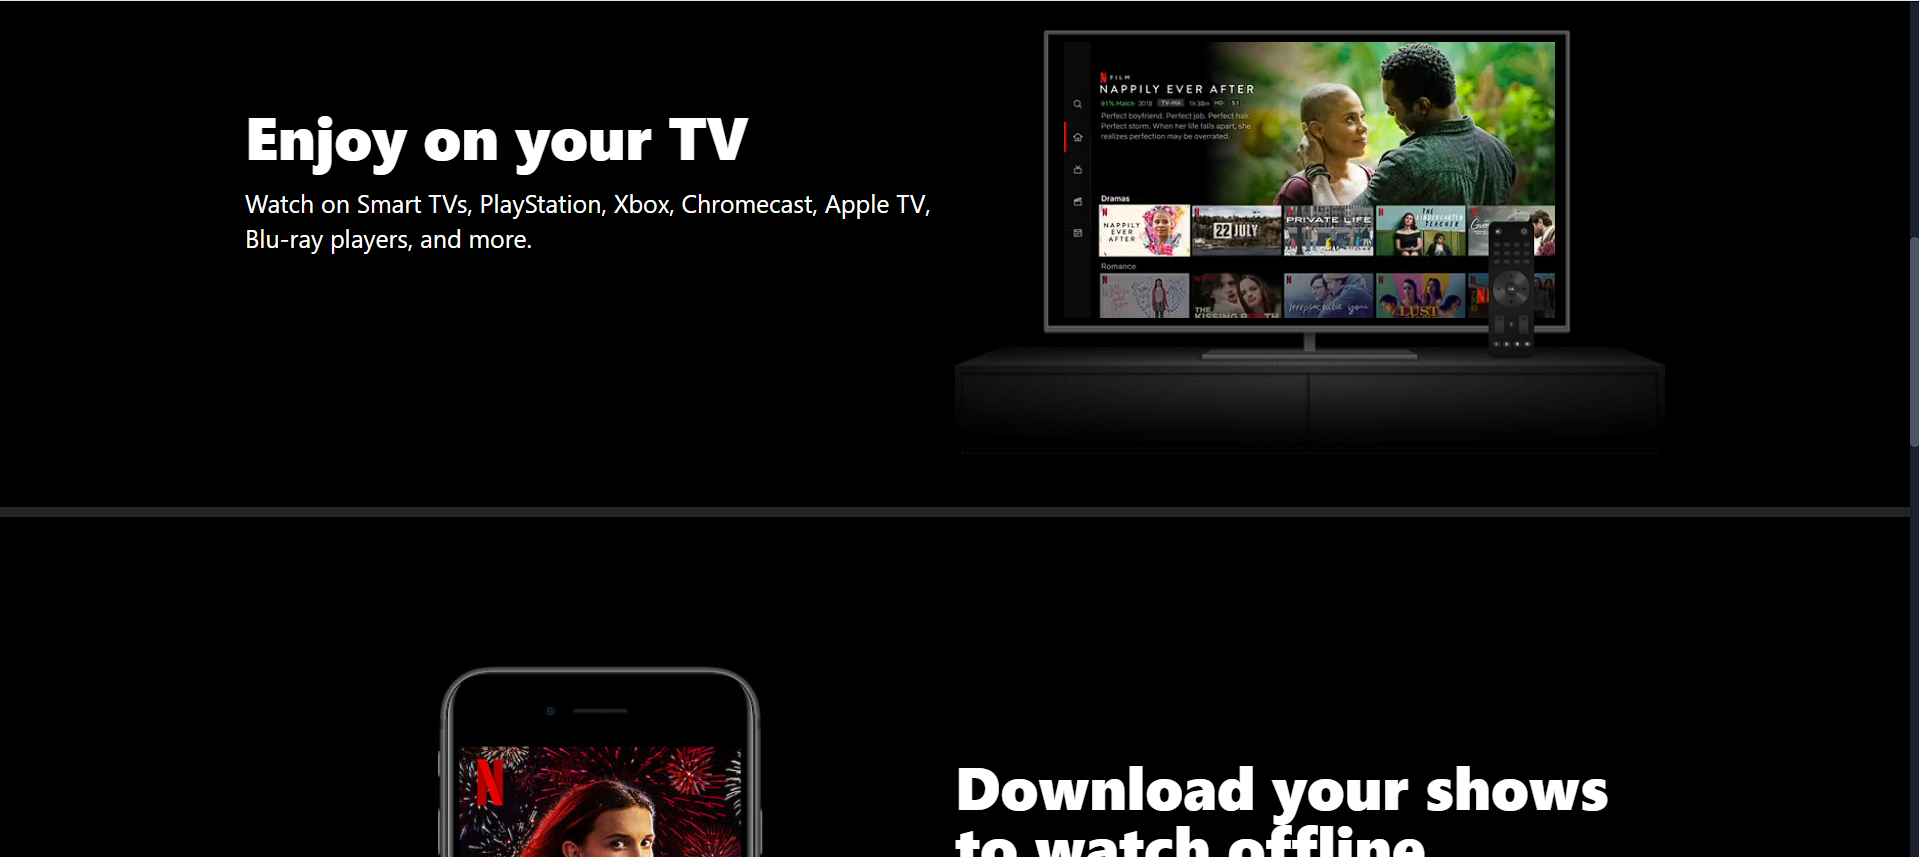 Enjoy on your TV
Watch on Smart TVs, PlayStation, Xbox, Chromecast, Apple TV,
Blu-ray players, and more.
N FILM
NAPPILY EVER AFTER
91% Match 2018 TV-MA 1h 38m HD 5.1
Perfect boyfriend. Perfect job. Perfect hair.
Perfect storm. When her life falls apart, she
realizes perfection may be overrated.
Dramas
NAPPILY
EVER
AFTER
22 JULY
PRIVATE LIFE
THE
KINDERGARTEN
TEACHER
Romance
THE
KISSING BOOTH
Irreplaceable you
LUST
N
Download your shows
to watch offline